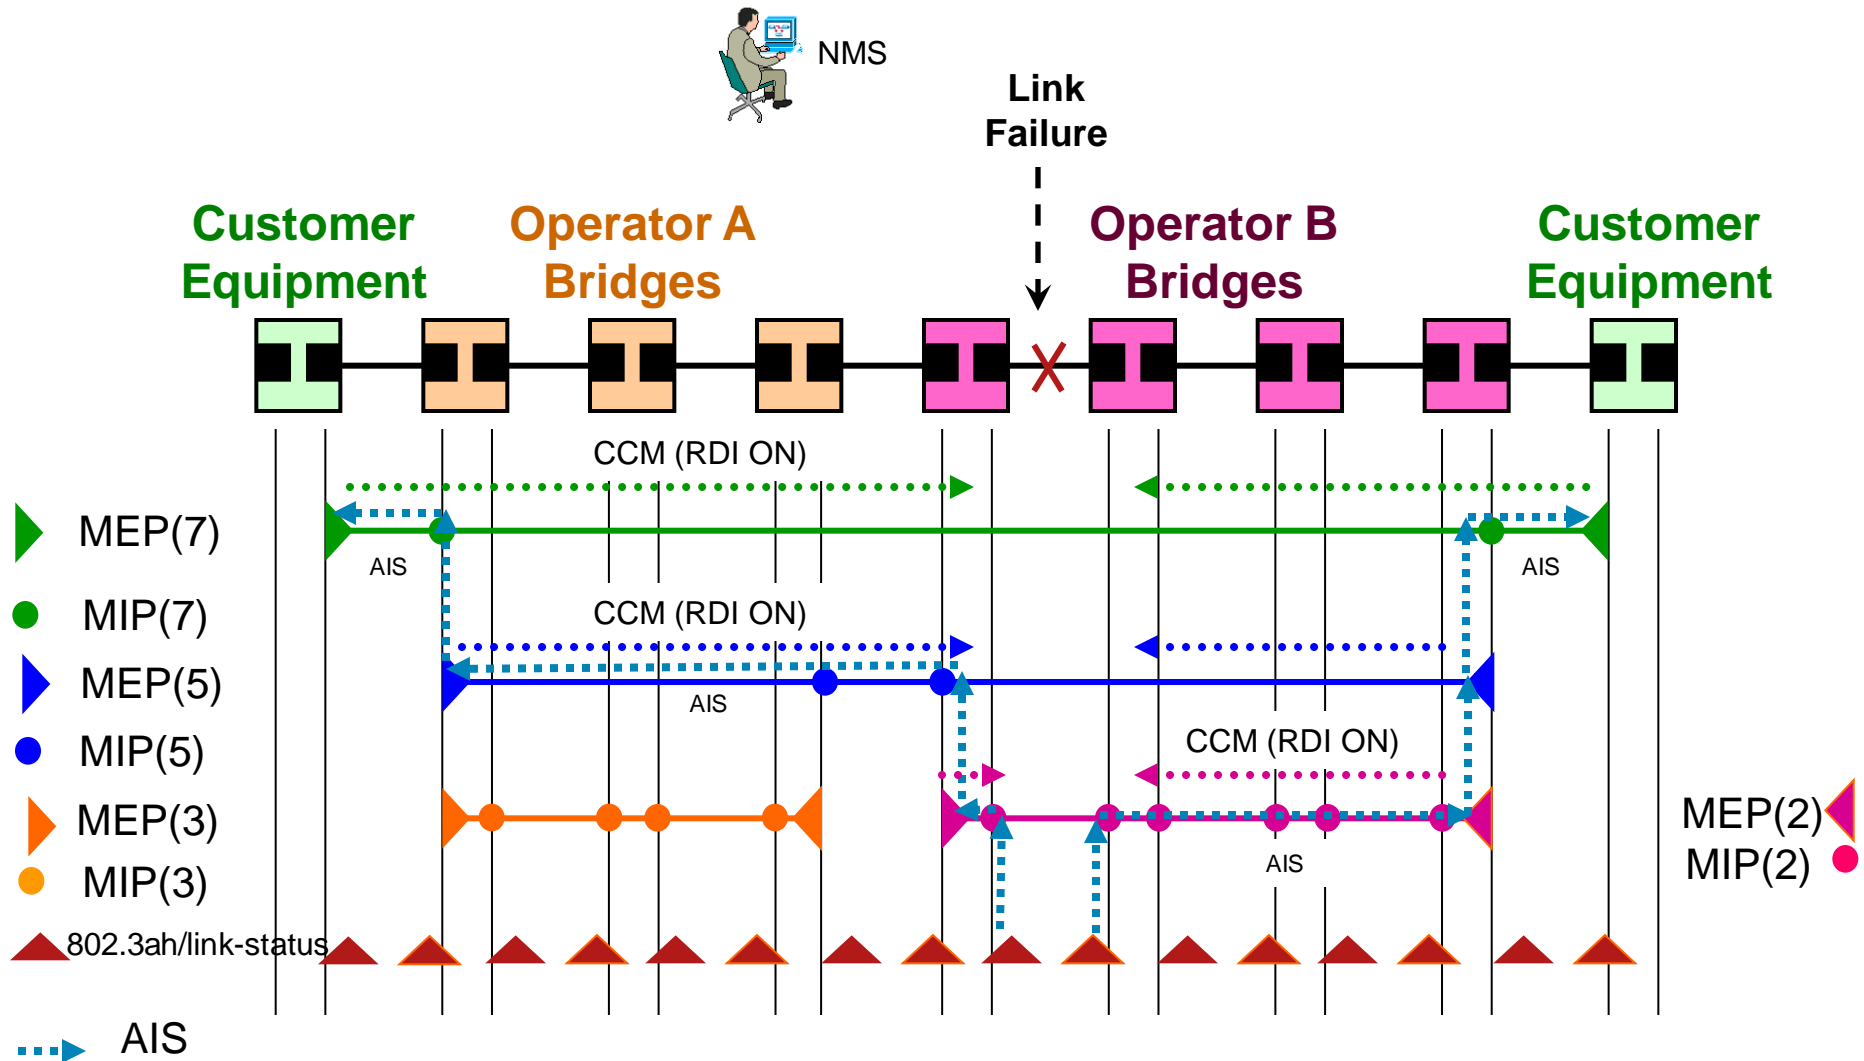 NMS
Link
Failure
Customer
Equipment
Operator A
Bridges
Operator B
Bridges
Customer
Equipment
CCM (RDI ON)
MEP(7)
AIS
AIS
MIP(7)
CCM (RDI ON)
MEP(5)
AIS
MIP(5)
CCM (RDI ON)
MEP(3)
MEP(2)
AIS
MIP(3)
MIP(2)
802.3ah/link-status
AIS